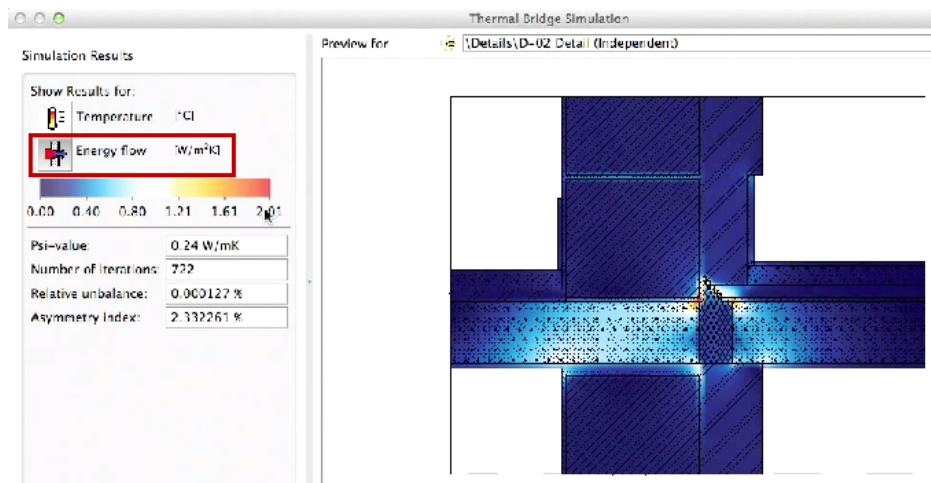 Thermal Bridge Simulation
Simulation Results
Preview for
\Details\D-02 Detail (Independent)
Show Results for:
Temperature [°C]
Energy flow [W/m²K]
0.00 0.40 0.80 1.21 1.61 2.01
Psi-value: 0.24 W/mK
Number of iterations: 722
Relative unbalance: 0.000127 %
Asymmetry index: 2.332261 %